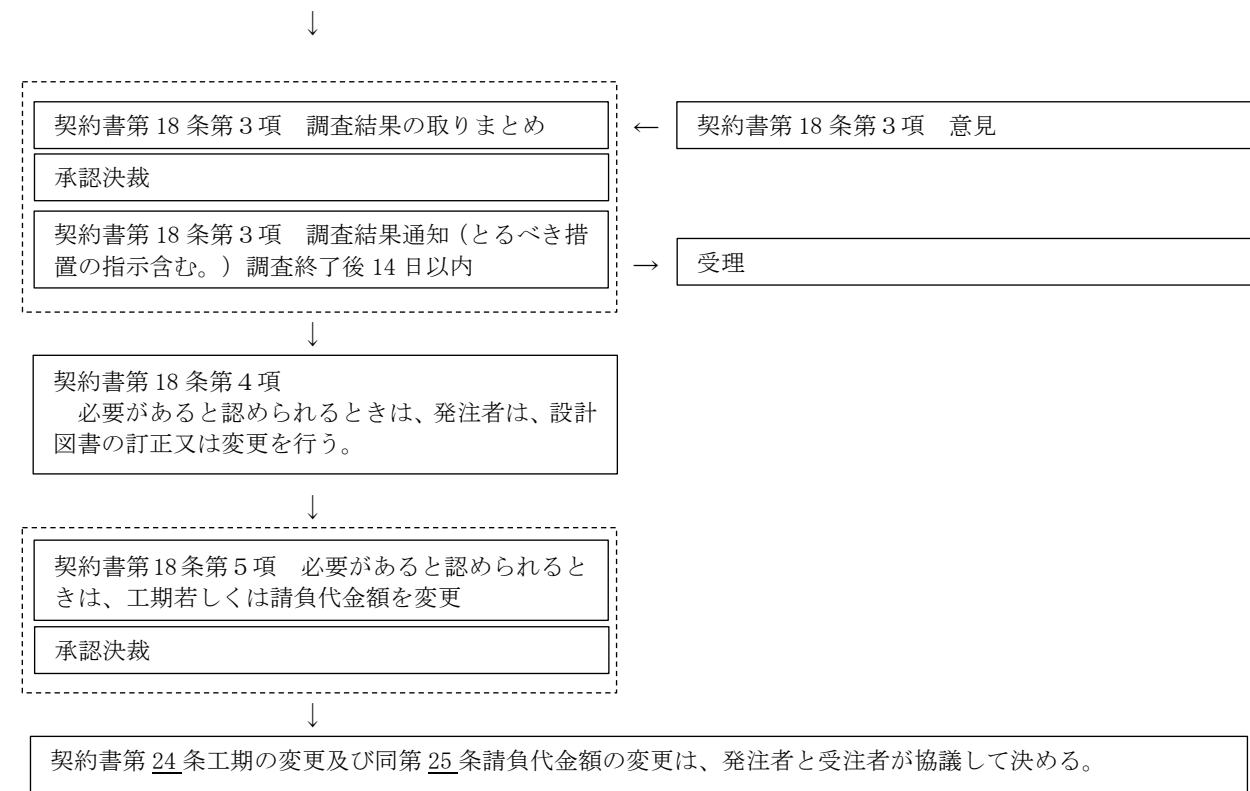 ↓
契約書第 18 条第３項　調査結果の取りまとめ
←
契約書第 18 条第３項　意見
承認決裁
契約書第 18 条第３項　調査結果通知（とるべき措
置の指示含む。）調査終了後 14 日以内
→
受理
↓
契約書第 18 条第４項
　必要があると認められるときは、発注者は、設計
図書の訂正又は変更を行う。
↓
契約書第 18 条第５項　必要があると認められると
きは、工期若しくは請負代金額を変更
承認決裁
↓
契約書第 24 条工期の変更及び同第 25 条請負代金額の変更は、発注者と受注者が協議して決める。